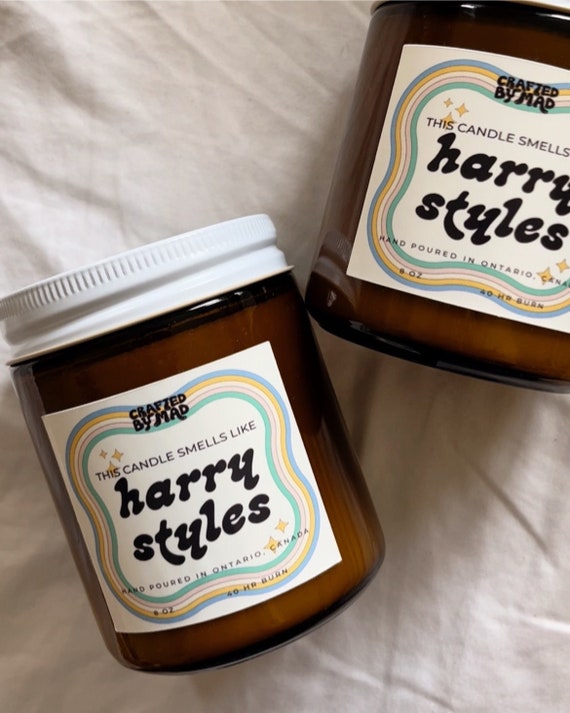 CRAFTED
BY MAD
THIS CANDLE SMELLS LIKE
harry
styles
HAND POURED IN ONTARIO, CANADA
8 OZ 40 HR BURN
CRAFTED
BY MAD
THIS CANDLE SMELLS
harry
styles
HAND POURED IN ONTARIO, CANADA
8 OZ 40 HR BURN